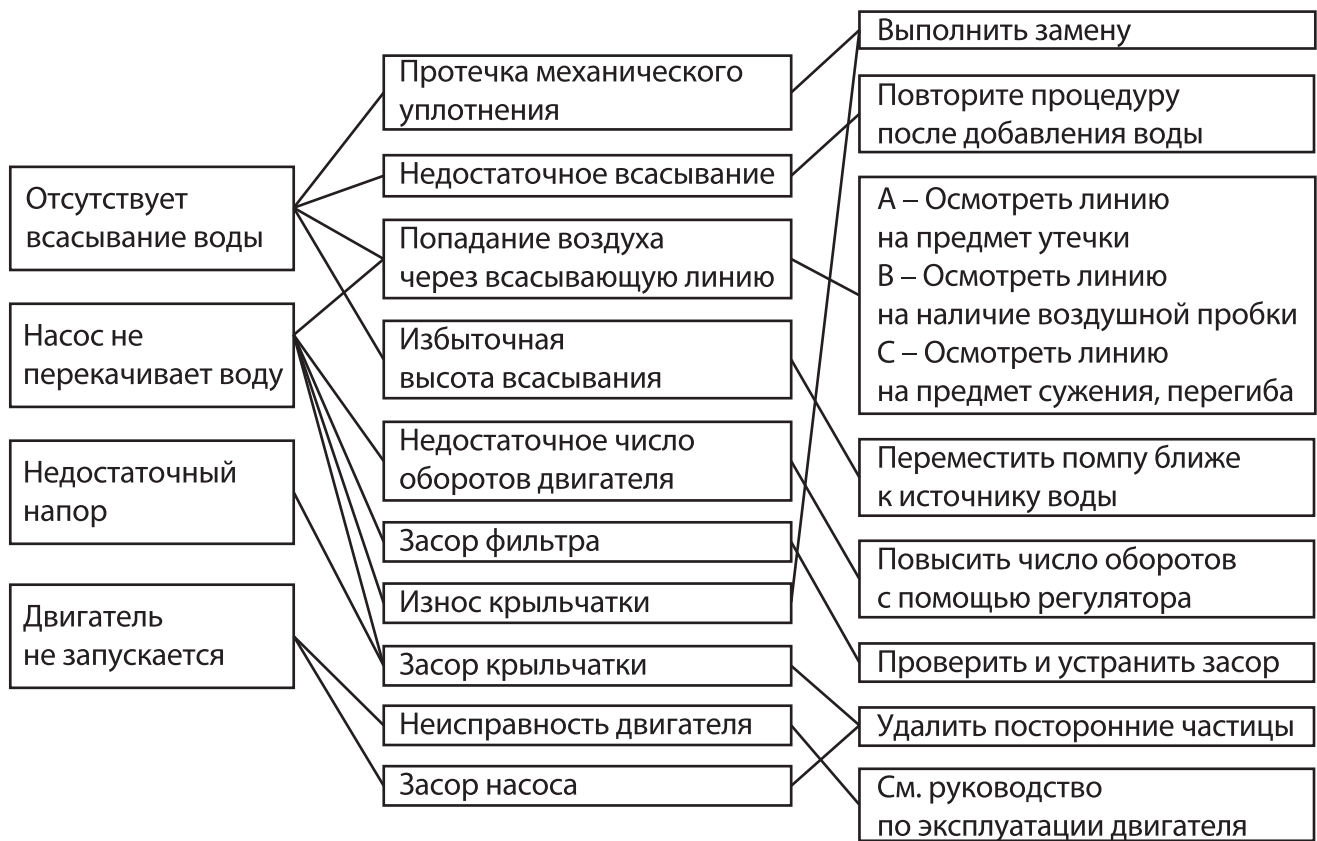 Отсутствует
всасывание воды
Насос не
перекачивает воду
Недостаточный
напор
Двигатель
не запускается
Протечка механического
уплотнения
Недостаточное всасывание
Попадание воздуха
через всасывающую линию
Избыточная
высота всасывания
Недостаточное число
оборотов двигателя
Засор фильтра
Износ крыльчатки
Засор крыльчатки
Неисправность двигателя
Засор насоса
Выполнить замену
Повторите процедуру
после добавления воды
A – Осмотреть линию
на предмет утечки
B – Осмотреть линию
на наличие воздушной пробки
C – Осмотреть линию
на предмет сужения, перегиба
Переместить помпу ближе
к источнику воды
Повысить число оборотов
с помощью регулятора
Проверить и устранить засор
Удалить посторонние частицы
См. руководство
по эксплуатации двигателя